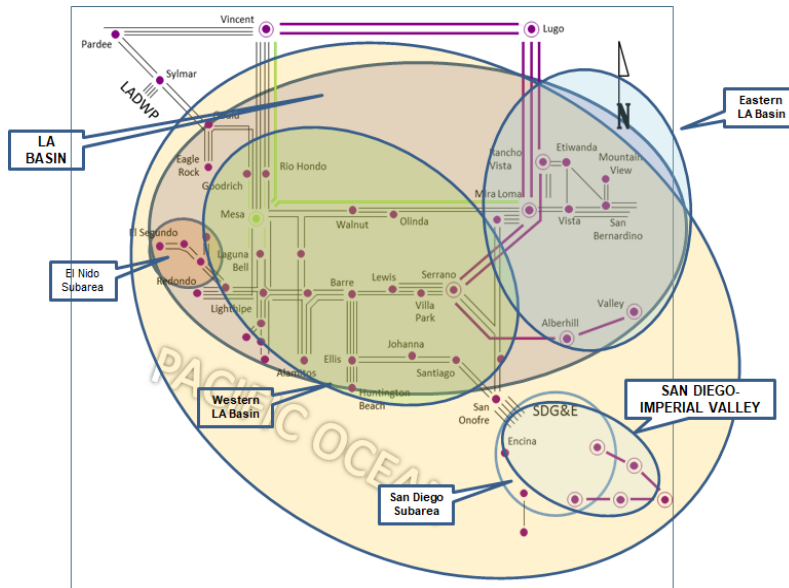 Vincent
Lugo
Pardee
Sylmar
LADWP
Gould
N
Eastern
LA Basin
LA
BASIN
Eagle
Rock
Goodrich
Rio Hondo
Rancho
Vista
Etiwanda
Mountain
View
Mira Loma
Mesa
Walnut
Olinda
Vista
San
Bernardino
El Segundo
El Nido
Subarea
Laguna
Bell
Redondo
Lighthipe
Barre
Lewis
Serrano
Villa
Park
Valley
Alberhill
Johanna
Ellis
Santiago
Alamitos
Huntington
Beach
PACIFIC OCEAN
Western
LA Basin
San
Onofre
SDG&E
SAN DIEGO-
IMPERIAL VALLEY
Encina
San Diego
Subarea